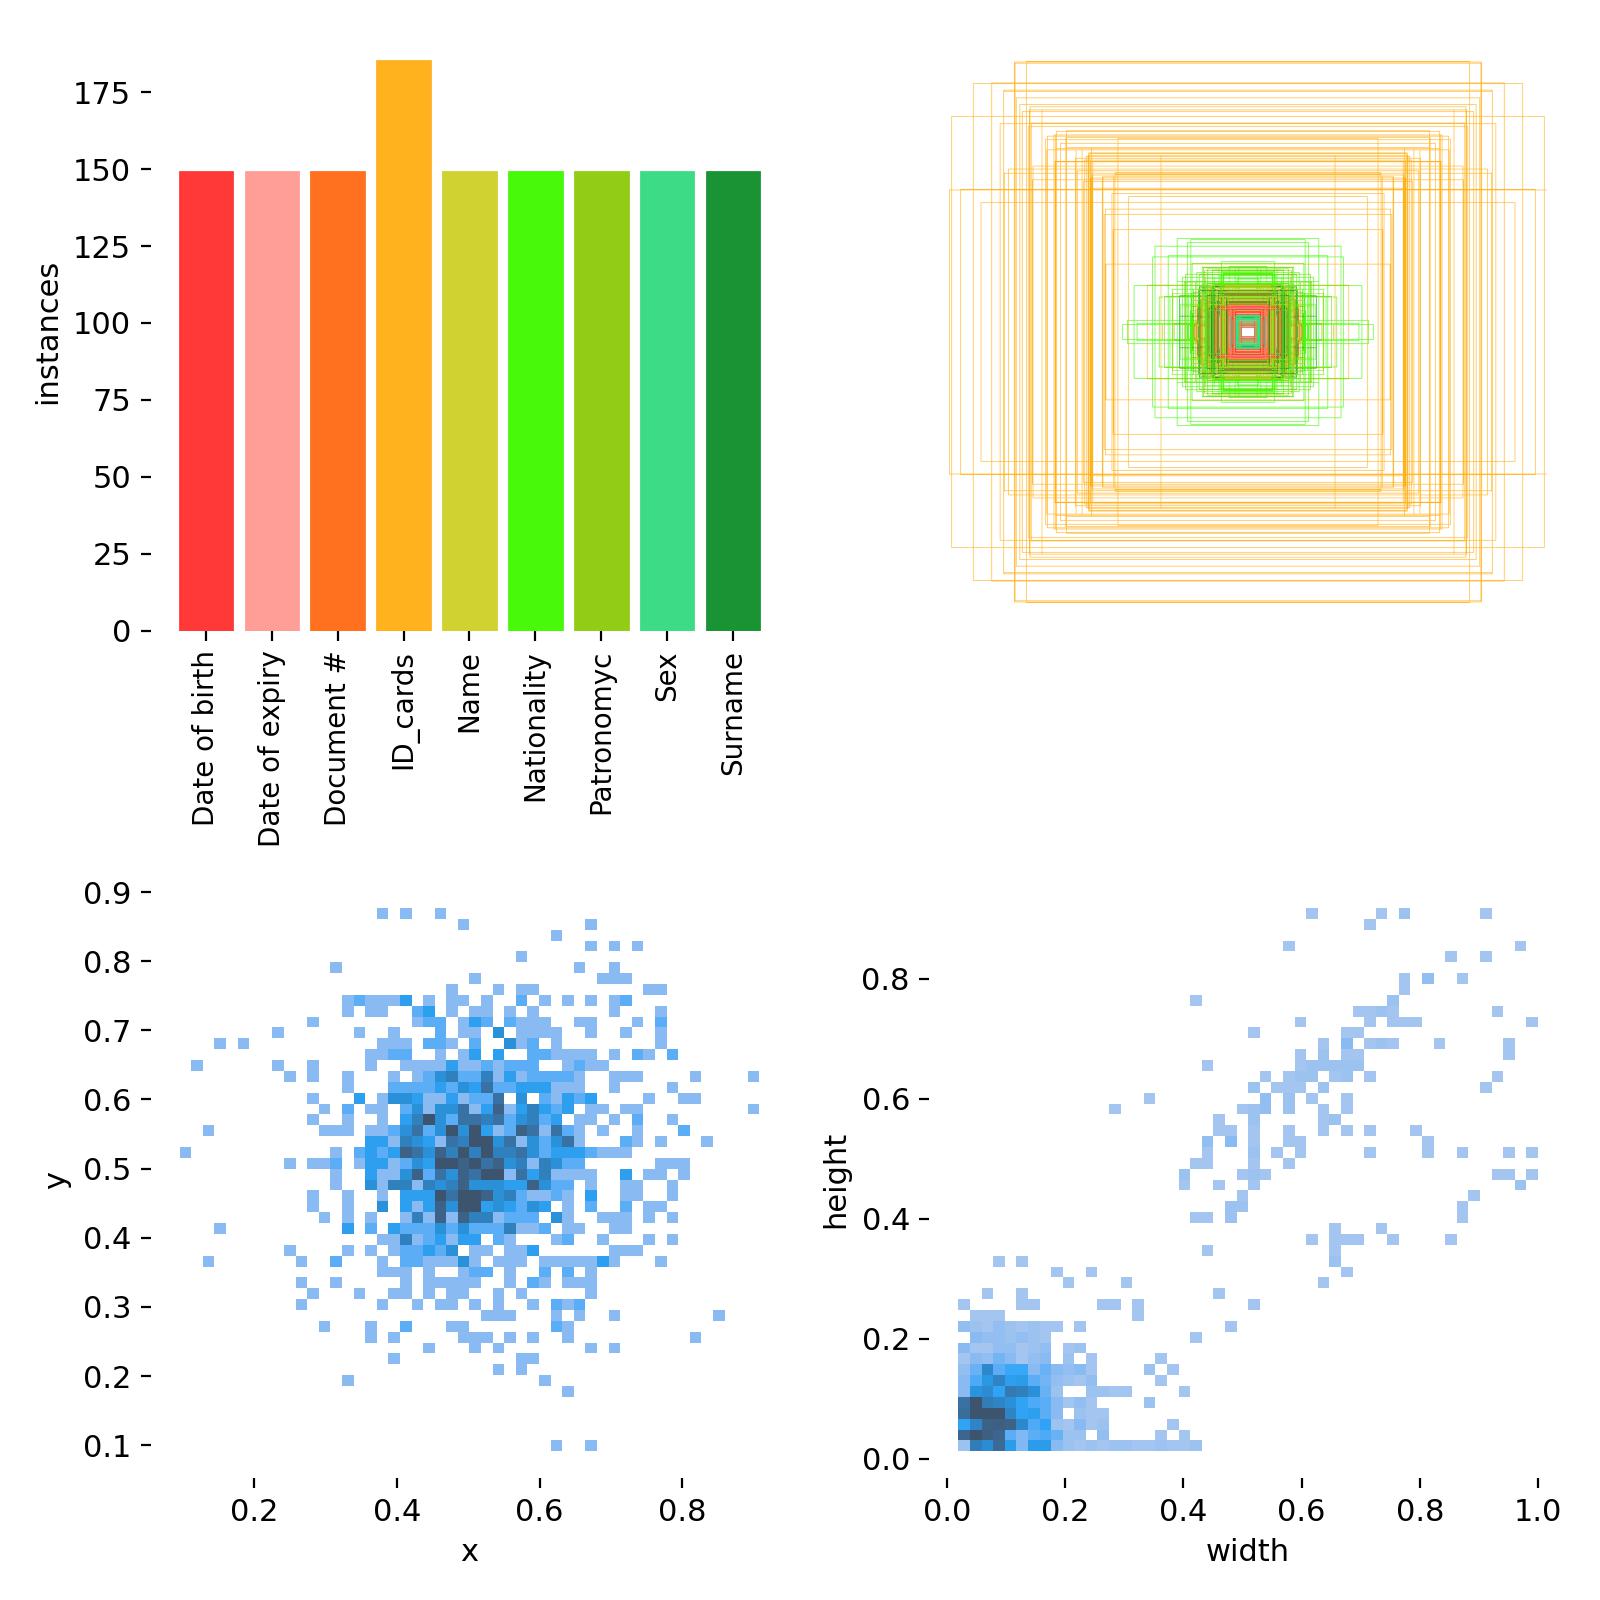 instances
175
150
125
100
75
50
25
0
Date of birth
Date of expiry
Document #
ID_cards
Name
Nationality
Patronomyc
Sex
Surname
y
0.9
0.8
0.7
0.6
0.5
0.4
0.3
0.2
0.1
0.2 0.4 0.6 0.8
x
height
0.8
0.6
0.4
0.2
0.0
0.0 0.2 0.4 0.6 0.8 1.0
width